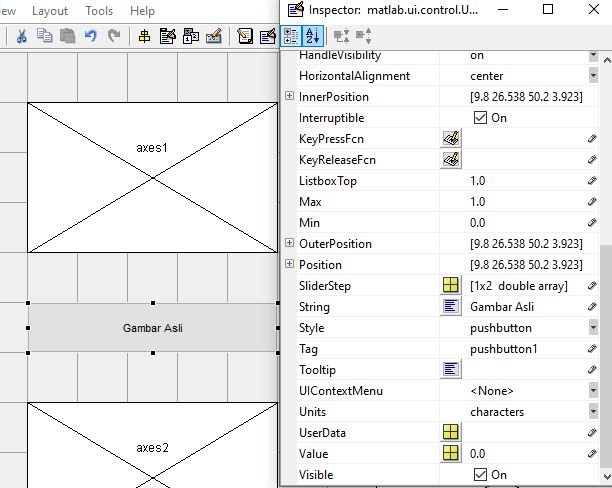 Inspector:  matlab.ui.control.U...
iew Layout Tools Help
HandleVisibility on
HorizontalAlignment center
InnerPosition [9.8 26.538 50.2 3.923]
Interruptible On
KeyPressFcn
KeyReleaseFcn
ListboxTop 1.0
Max 1.0
Min 0.0
OuterPosition [9.8 26.538 50.2 3.923]
Position [9.8 26.538 50.2 3.923]
SliderStep [1x2  double array]
String Gambar Asli
Style pushbutton
Tag pushbutton1
Tooltip
UIContextMenu <None>
Units characters
UserData
Value 0.0
Visible On
axes1
Gambar Asli
axes2